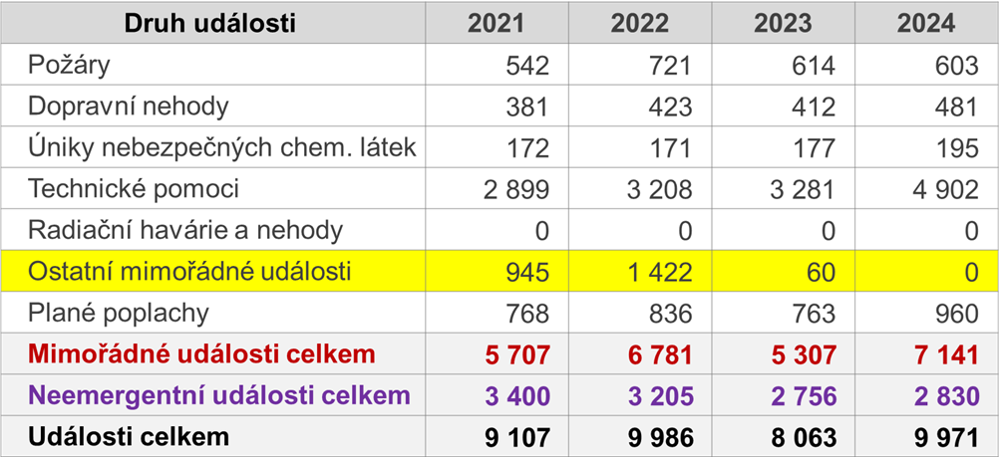 Druh události 2021 2022 2023 2024
Požáry 542 721 614 603
Dopravní nehody 381 423 412 481
Úniky nebezpečných chem. látek 172 171 177 195
Technické pomoci 2 899 3 208 3 281 4 902
Radiační havárie a nehody 0 0 0 0
Ostatní mimořádné události 945 1 422 60 0
Plané poplachy 768 836 763 960
Mimořádné události celkem 5 707 6 781 5 307 7 141
Neemergentní události celkem 3 400 3 205 2 756 2 830
Události celkem 9 107 9 986 8 063 9 971